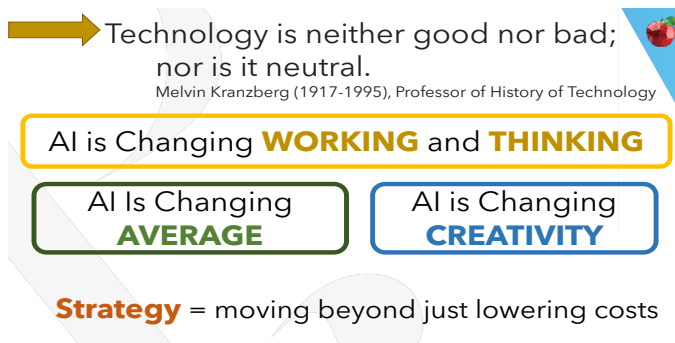 Technology is neither good nor bad;
nor is it neutral.
Melvin Kranzberg (1917-1995), Professor of History of Technology
AI is Changing WORKING and THINKING
AI Is Changing
AVERAGE
AI is Changing
CREATIVITY
Strategy = moving beyond just lowering costs